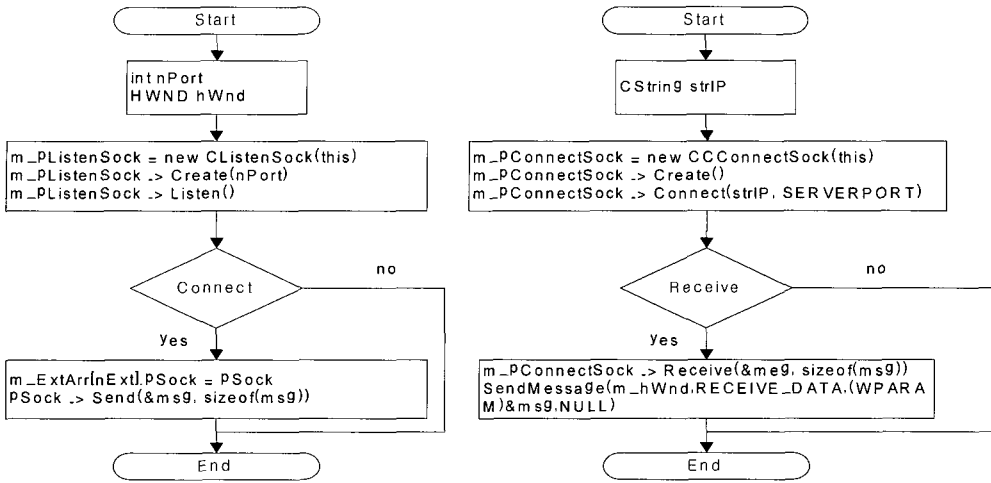 Start
int nPort
HWND hWnd
m_pListenSock = new CListenSock(this)
m_pListenSock -> Create(nPort)
m_pListenSock -> Listen()
Connect
no
yes
m_ExtArr[nExt].pSock = pSock
pSock -> Send(&msg, sizeof(msg))
End
Start
CString strIP
m_pConnectSock = new CCConnectSock(this)
m_pConnectSock -> Create()
m_pConnectSock -> Connect(strIP, SERVERPORT)
Receive
no
yes
m_pConnectSock -> Receive(&meg, sizeof(msg))
SendMessage(m_hWnd,RECEIVE_DATA,(WPARA
M)&msg,NULL)
End